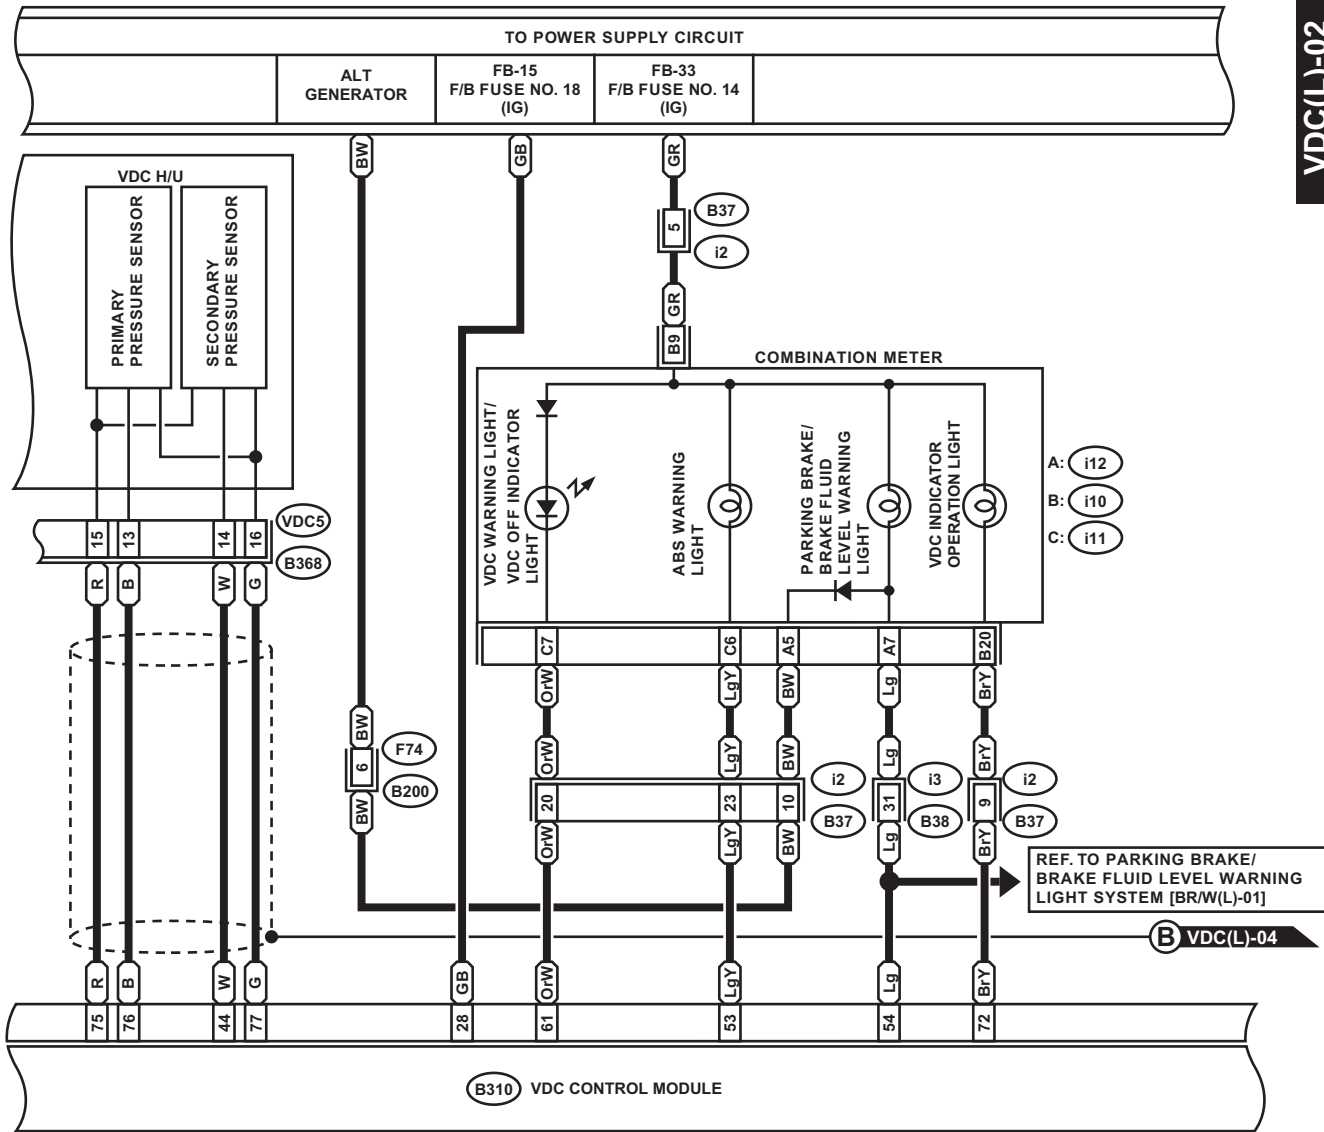 VDC(L)-02
TO POWER SUPPLY CIRCUIT
ALT
GENERATOR
FB-15
F/B FUSE NO. 18
(IG)
FB-33
F/B FUSE NO. 14
(IG)
BW
GB
GR
VDC H/U
PRIMARY
PRESSURE SENSOR
SECONDARY
PRESSURE SENSOR
5
B37
i2
GR
B9
COMBINATION METER
VDC WARNING LIGHT/
VDC OFF INDICATOR
LIGHT
ABS WARNING
LIGHT
PARKING BRAKE/
BRAKE FLUID
LEVEL WARNING
LIGHT
VDC INDICATOR
OPERATION LIGHT
A: i12
B: i10
C: i11
15
13
14
16
VDC5
B368
R
B
W
G
C7
C6
A5
A7
B20
OrW
LgY
BW
Lg
BrY
BW
6
F74
B200
BW
OrW
LgY
BW
Lg
BrY
20
23
10
i2
B37
31
i3
B38
9
i2
B37
OrW
LgY
BW
Lg
BrY
REF. TO PARKING BRAKE/
BRAKE FLUID LEVEL WARNING
LIGHT SYSTEM [BR/W(L)-01]
B VDC(L)-04
R
B
W
G
GB
OrW
LgY
Lg
BrY
75
76
44
77
28
61
53
54
72
B310 VDC CONTROL MODULE